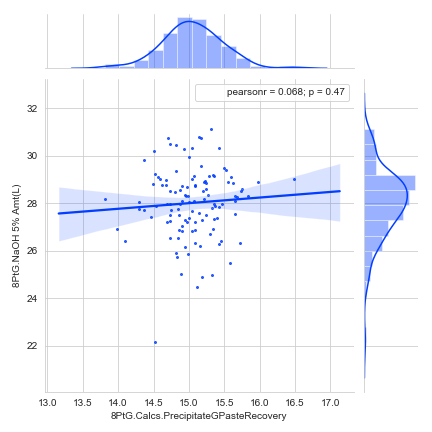 pearsonr = 0.068; p = 0.47
32
30
28
26
24
22
8PtG.NaOH 5% Amt(L)
13.0 13.5 14.0 14.5 15.0 15.5 16.0 16.5 17.0
8PtG.Calcs.PrecipitateGPasteRecovery